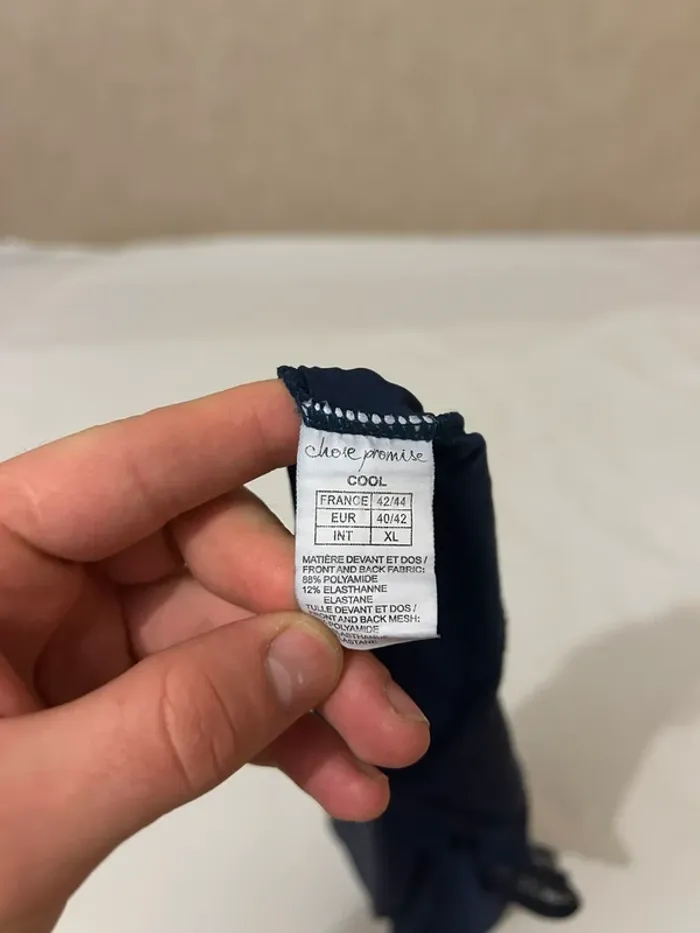 chose promise
COOL
FRANCE 42/44
EUR 40/42
INT XL
MATIÈRE DEVANT ET DOS /
FRONT AND BACK FABRIC:
88% POLYAMIDE
12% ELASTHANNE
ELASTANE
TULLE DEVANT ET DOS /
FRONT AND BACK MESH:
POLYAMIDE